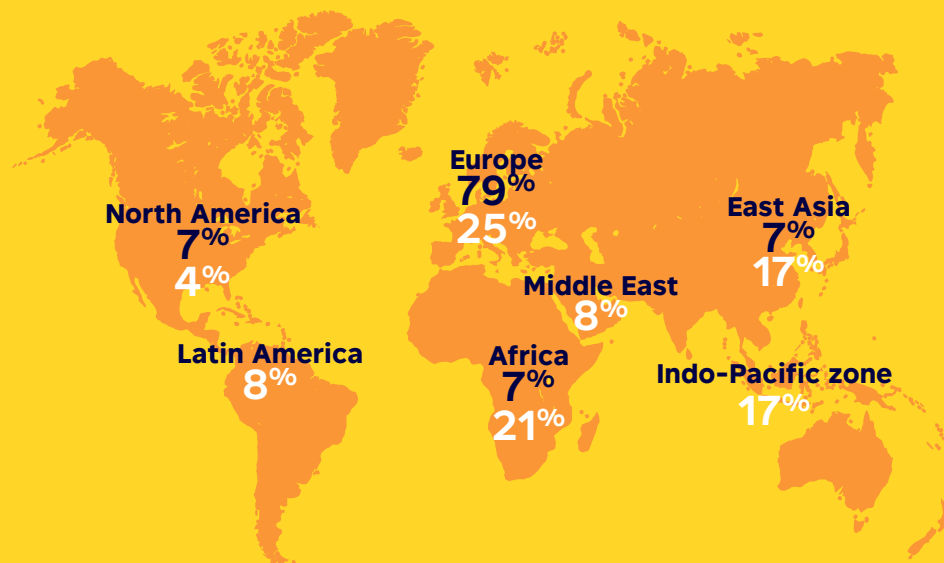 Europe
79%
25%
North America
7%
4%
East Asia
7%
17%
Middle East
8%
Latin America
8%
Africa
7%
21%
Indo-Pacific zone
17%